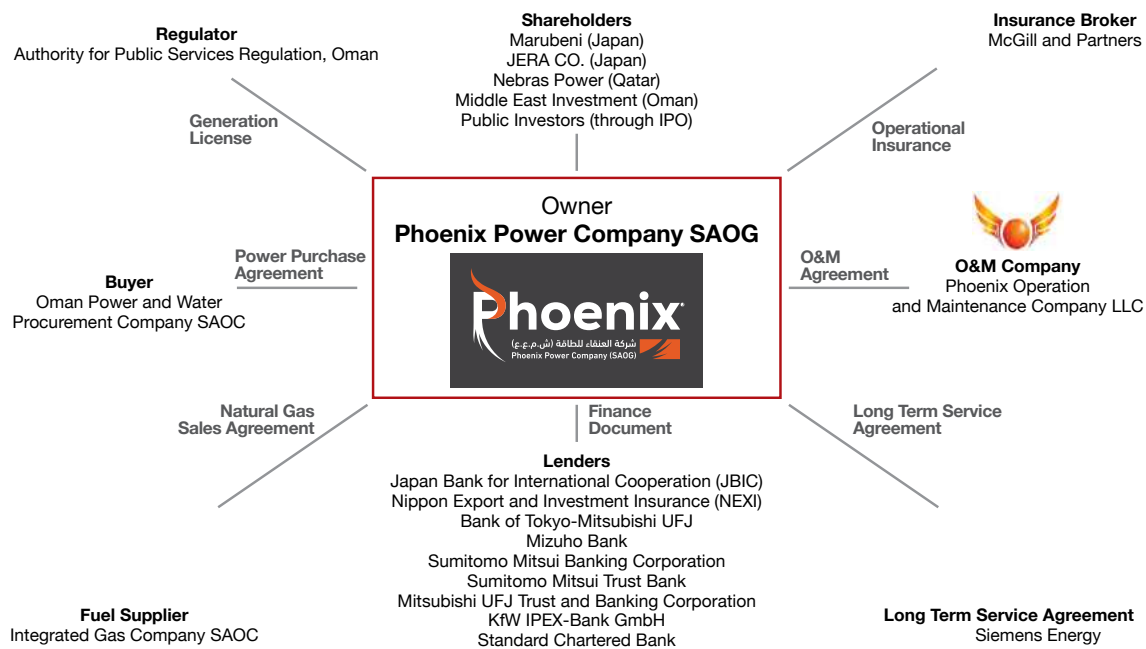 Regulator
Authority for Public Services Regulation, Oman
Shareholders
Marubeni (Japan)
JERA CO. (Japan)
Nebras Power (Qatar)
Middle East Investment (Oman)
Public Investors (through IPO)
Insurance Broker
McGill and Partners
Generation
License
Operational
Insurance
Owner
Phoenix Power Company SAOG
Phoenix
شركة العنقاء للطاقة (ش.م.ع.ع)
Phoenix Power Company (SAOG)
Power Purchase
Agreement
Buyer
Oman Power and Water
Procurement Company SAOC
O&M
Agreement
O&M Company
Phoenix Operation
and Maintenance Company LLC
Natural Gas
Sales Agreement
Finance
Document
Long Term Service
Agreement
Lenders
Japan Bank for International Cooperation (JBIC)
Nippon Export and Investment Insurance (NEXI)
Bank of Tokyo-Mitsubishi UFJ
Mizuho Bank
Sumitomo Mitsui Banking Corporation
Sumitomo Mitsui Trust Bank
Mitsubishi UFJ Trust and Banking Corporation
KfW IPEX-Bank GmbH
Standard Chartered Bank
Fuel Supplier
Integrated Gas Company SAOC
Long Term Service Agreement
Siemens Energy